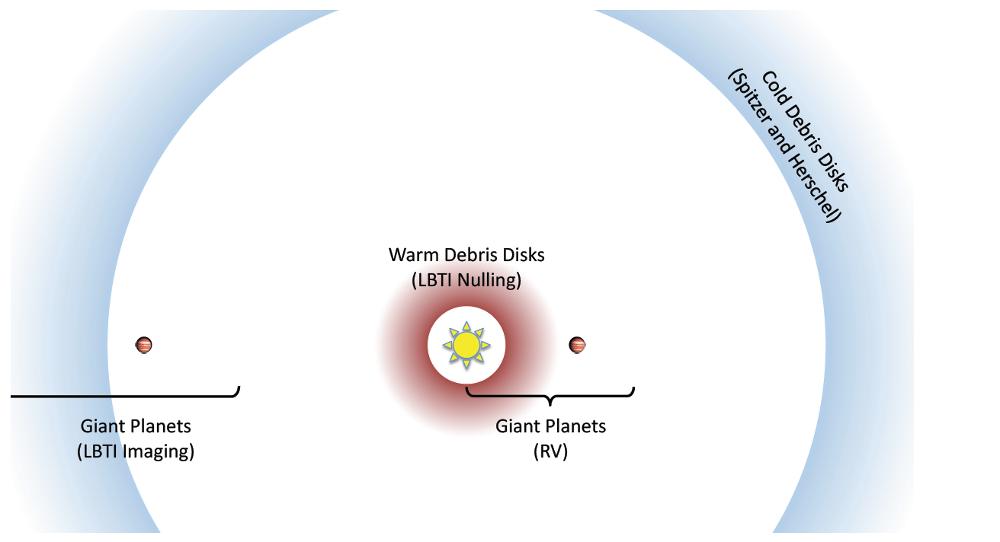 Cold Debris Disks
(Spitzer and Herschel)
Warm Debris Disks
(LBTI Nulling)
Giant Planets
(LBTI Imaging)
Giant Planets
(RV)